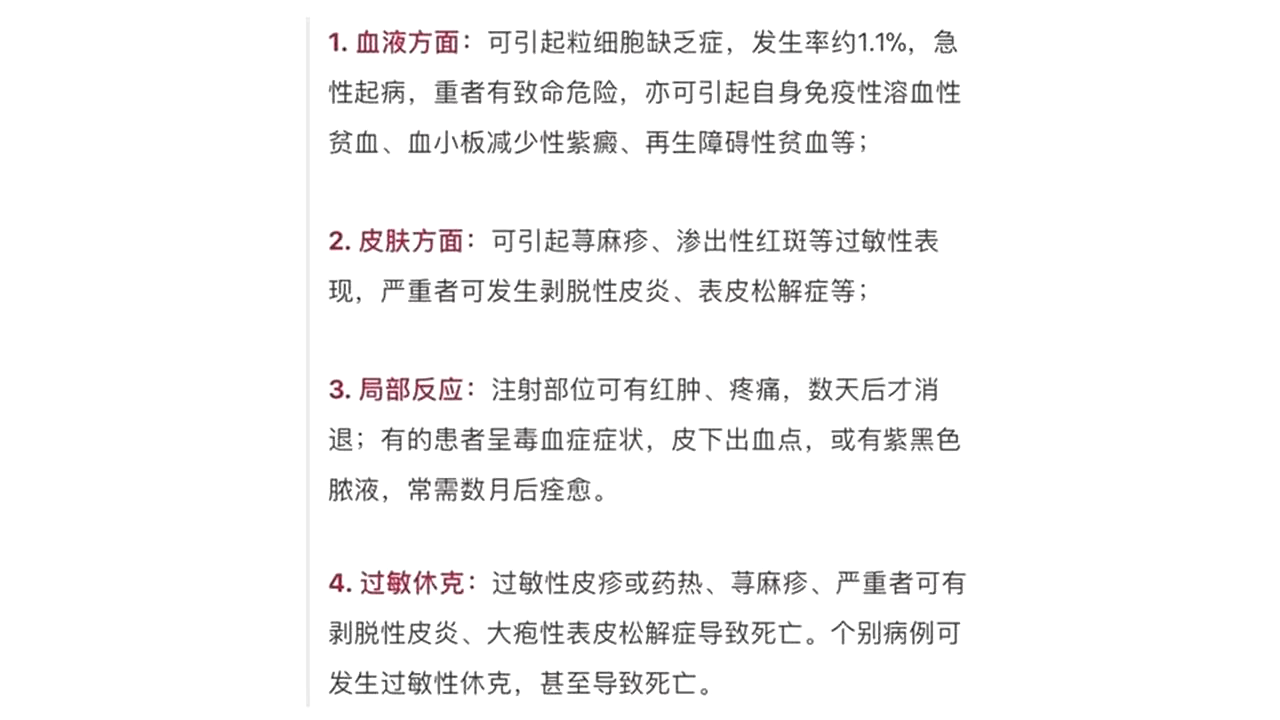 1. 血液方面：可引起粒细胞缺乏症，发生率约1.1%，急
性起病，重者有致命危险，亦可引起自身免疫性溶血性
贫血、血小板减少性紫癜、再生障碍性贫血等；
2. 皮肤方面：可引起荨麻疹、渗出性红斑等过敏性表
现，严重者可发生剥脱性皮炎、表皮松解症等；
3. 局部反应：注射部位可有红肿、疼痛，数天后才消
退；有的患者呈毒血症症状，皮下出血点，或有紫黑色
脓液，常需数月后痊愈。
4. 过敏休克：过敏性皮疹或药热、荨麻疹、严重者可有
剥脱性皮炎、大疱性表皮松解症导致死亡。个别病例可
发生过敏性休克，甚至导致死亡。